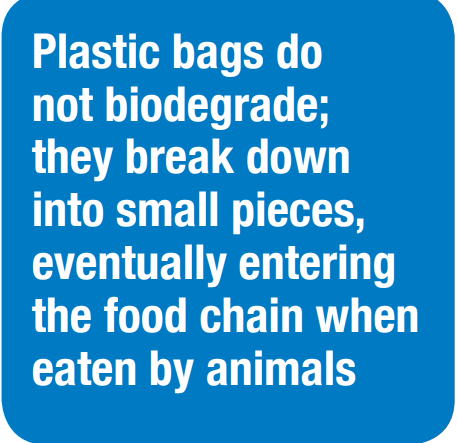 Plastic bags do
not biodegrade;
they break down
into small pieces,
eventually entering
the food chain when
eaten by animals